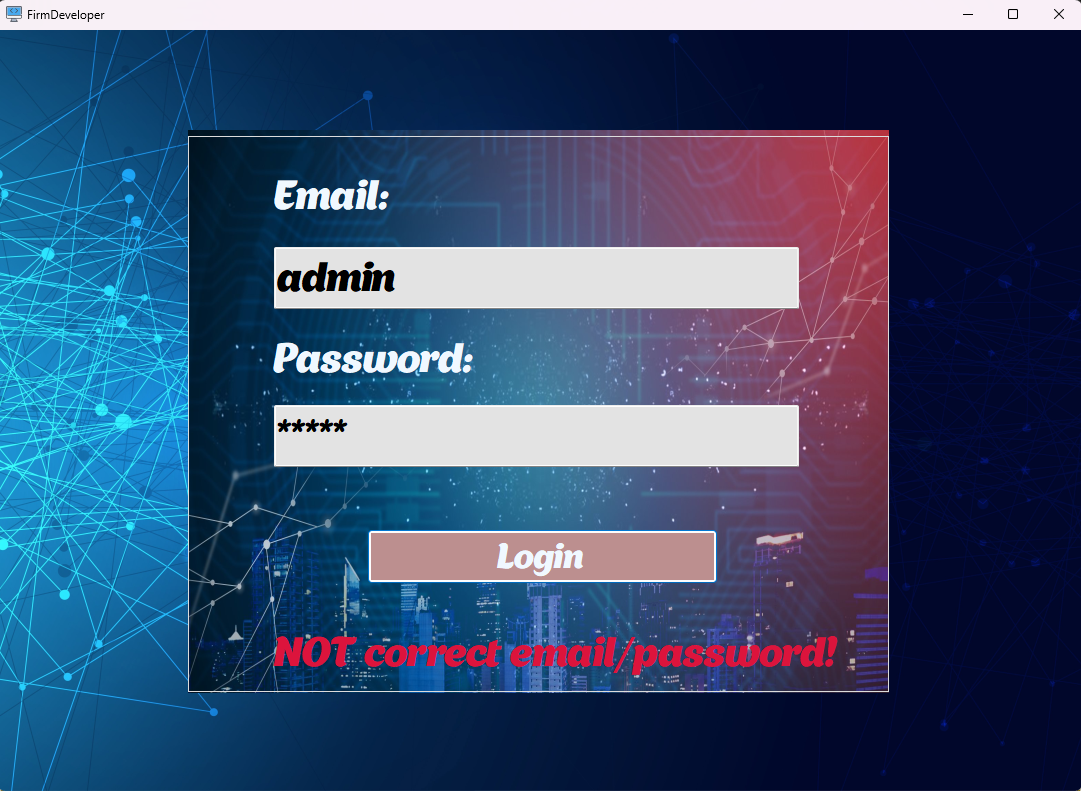 FirmDeveloper
Email:
admin
Password:
*****
Login
NOT correct email/password!